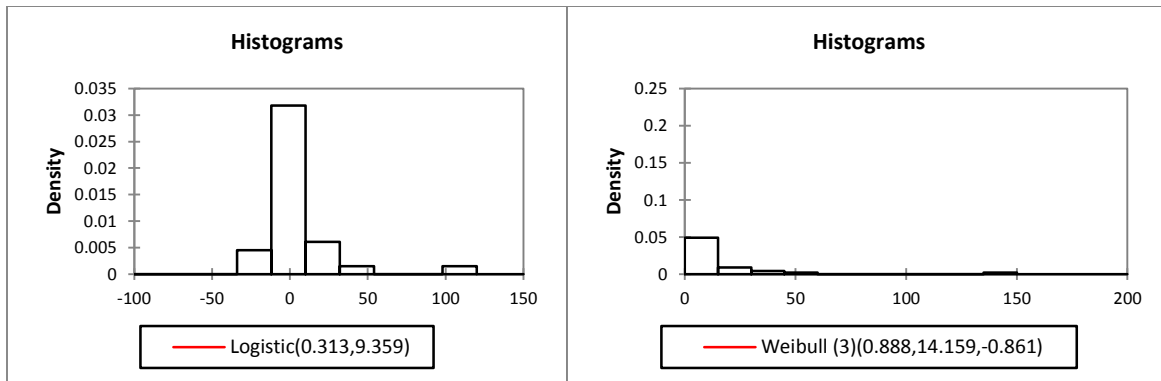 Histograms
0.035
0.03
0.025
0.02
0.015
0.01
0.005
0
Density
-100 -50 0 50 100 150
Logistic(0.313,9.359)
Histograms
0.25
0.2
0.15
0.1
0.05
0
Density
0 50 100 150 200
Weibull (3)(0.888,14.159,-0.861)